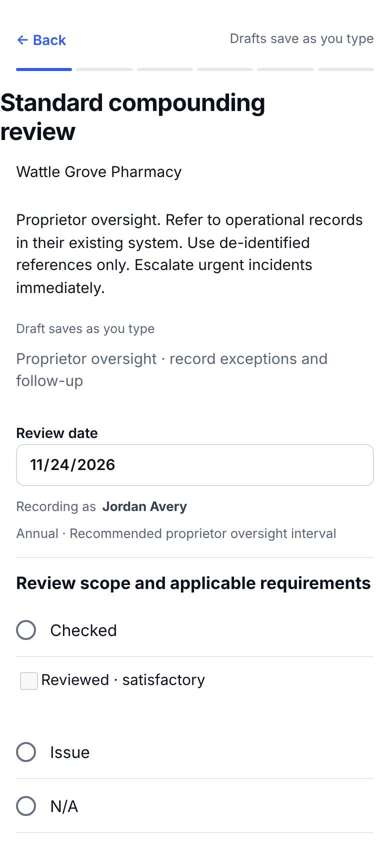 ← Back
Drafts save as you type
Standard compounding
review
Wattle Grove Pharmacy
Proprietor oversight. Refer to operational records
in their existing system. Use de-identified
references only. Escalate urgent incidents
immediately.
Draft saves as you type
Proprietor oversight · record exceptions and
follow-up
Review date
11/24/2026
Recording as Jordan Avery
Annual · Recommended proprietor oversight interval
Review scope and applicable requirements
Checked
Reviewed · satisfactory
Issue
N/A